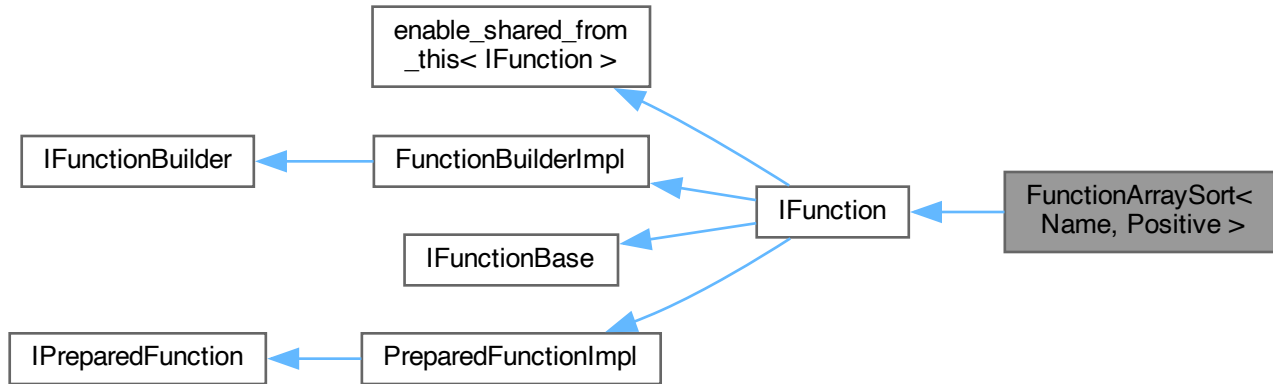 enable_shared_from
_this< IFunction >
IFunctionBuilder
FunctionBuilderImpl
IFunction
FunctionArraySort<
Name, Positive >
IFunctionBase
IPreparedFunction
PreparedFunctionImpl